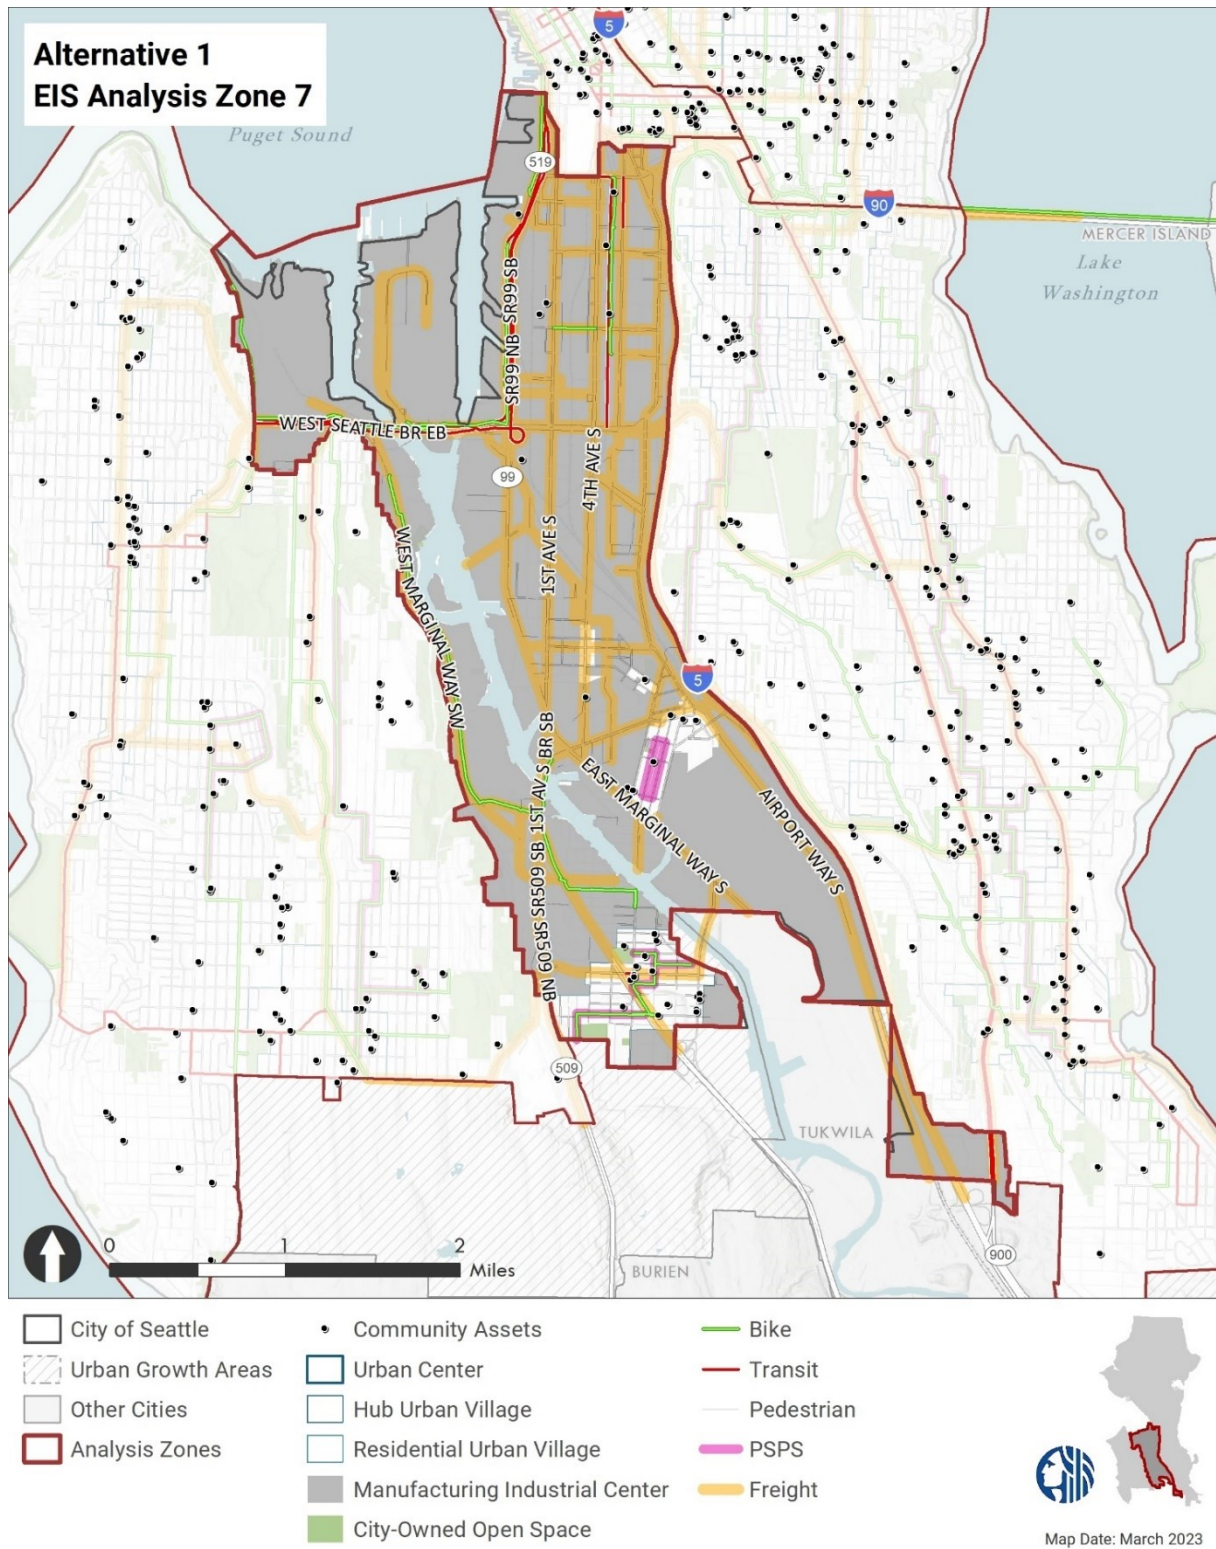 Alternative 1
EIS Analysis Zone 7
5
Puget Sound
519
90
MERCER ISLAND
Lake
Washington
SR99 NB SR99 SB
WEST SEATTLE BR EB
99
4TH AVE S
1ST AVE S
WEST MARGINAL WAY SW
5
1ST AV S BR SB
EAST MARGINAL WAY S
AIRPORT WAY S
SR509 SB
SR509 NB
509
TUKWILA
900
BURIEN
0 1 2
Miles
City of Seattle
Urban Growth Areas
Other Cities
Analysis Zones
Community Assets
Urban Center
Hub Urban Village
Residential Urban Village
Manufacturing Industrial Center
City-Owned Open Space
Bike
Transit
Pedestrian
PSPS
Freight
Map Date: March 2023